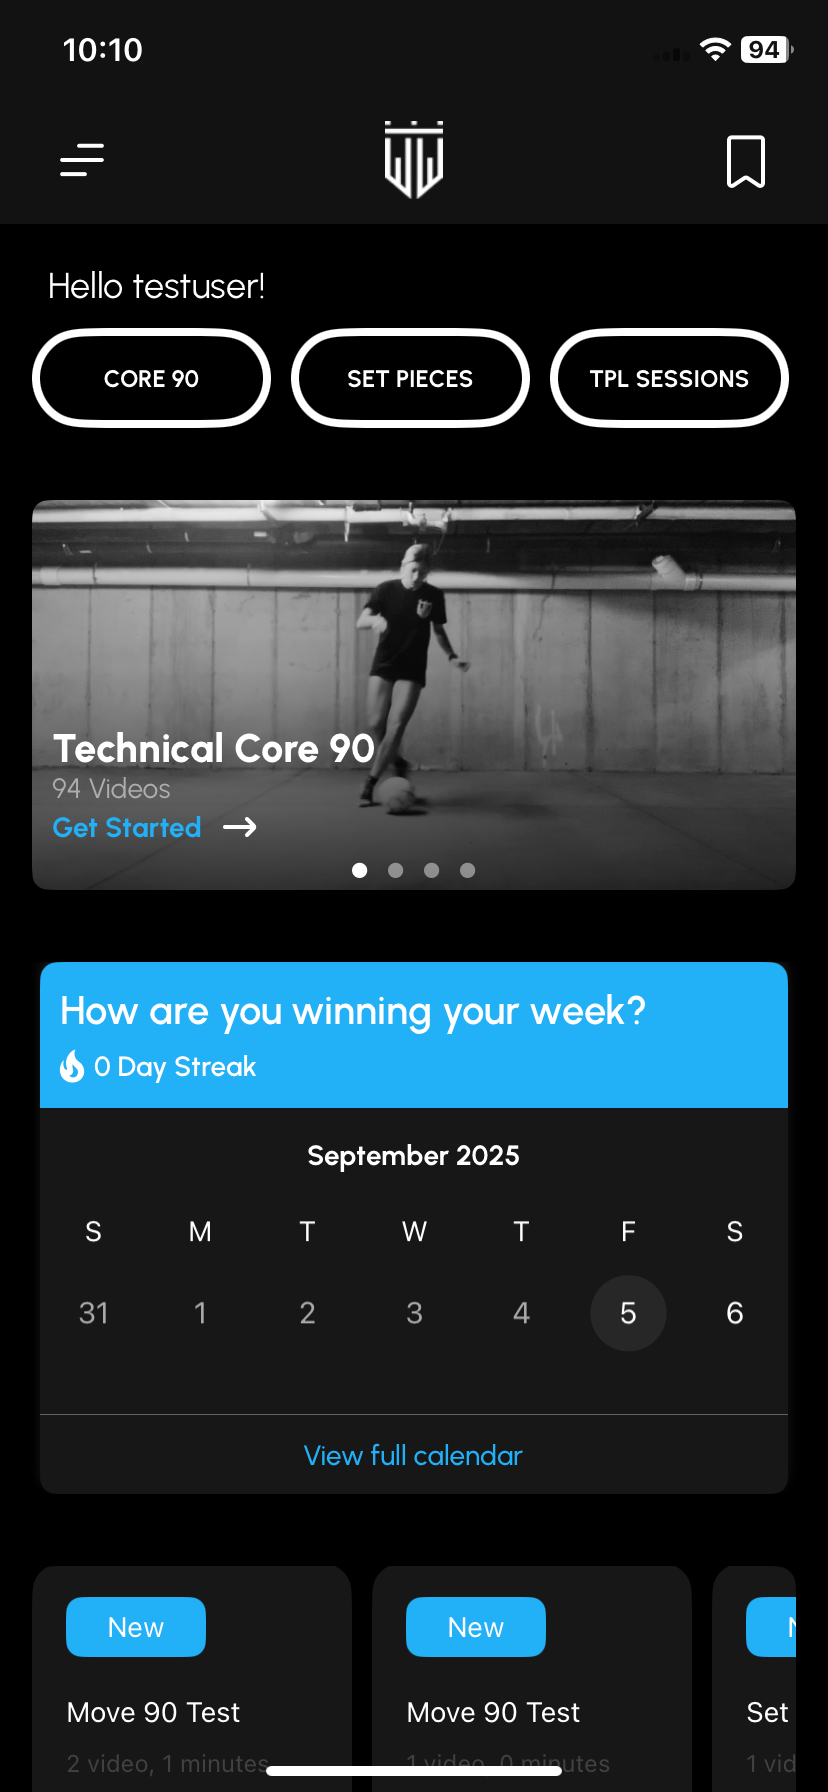 10:10
94
Hello testuser!
CORE 90
SET PIECES
TPL SESSIONS
Technical Core 90
94 Videos
Get Started
How are you winning your week?
0 Day Streak
September 2025
S M T W T F S
31 1 2 3 4 5 6
View full calendar
New
New
Move 90 Test
Move 90 Test
Set
2 video, 1 minutes
1 video, 0 minutes
1 vid